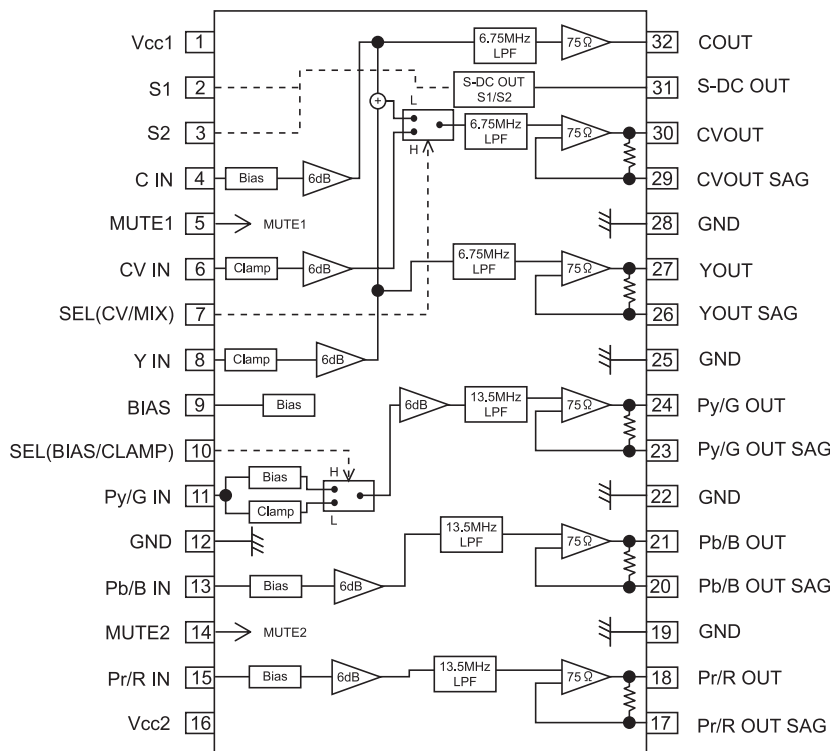 Vcc1 1
S1 2
S2 3
C IN 4
MUTE1 5
CV IN 6
SEL(CV/MIX) 7
Y IN 8
BIAS 9
SEL(BIAS/CLAMP) 10
Py/G IN 11
GND 12
Pb/B IN 13
MUTE2 14
Pr/R IN 15
Vcc2 16
6.75MHz
LPF
75Ω
32 COUT
S-DC OUT
S1/S2
31 S-DC OUT
+
L
H
6.75MHz
LPF
75Ω
30 CVOUT
29 CVOUT SAG
Bias
6dB
MUTE1
28 GND
Clamp
6dB
6.75MHz
LPF
75Ω
27 YOUT
26 YOUT SAG
Clamp
6dB
25 GND
Bias
6dB
13.5MHz
LPF
75Ω
24 Py/G OUT
23 Py/G OUT SAG
Bias
Clamp
H
L
22 GND
13.5MHz
LPF
75Ω
21 Pb/B OUT
20 Pb/B OUT SAG
Bias
6dB
MUTE2
19 GND
Bias
6dB
13.5MHz
LPF
75Ω
18 Pr/R OUT
17 Pr/R OUT SAG